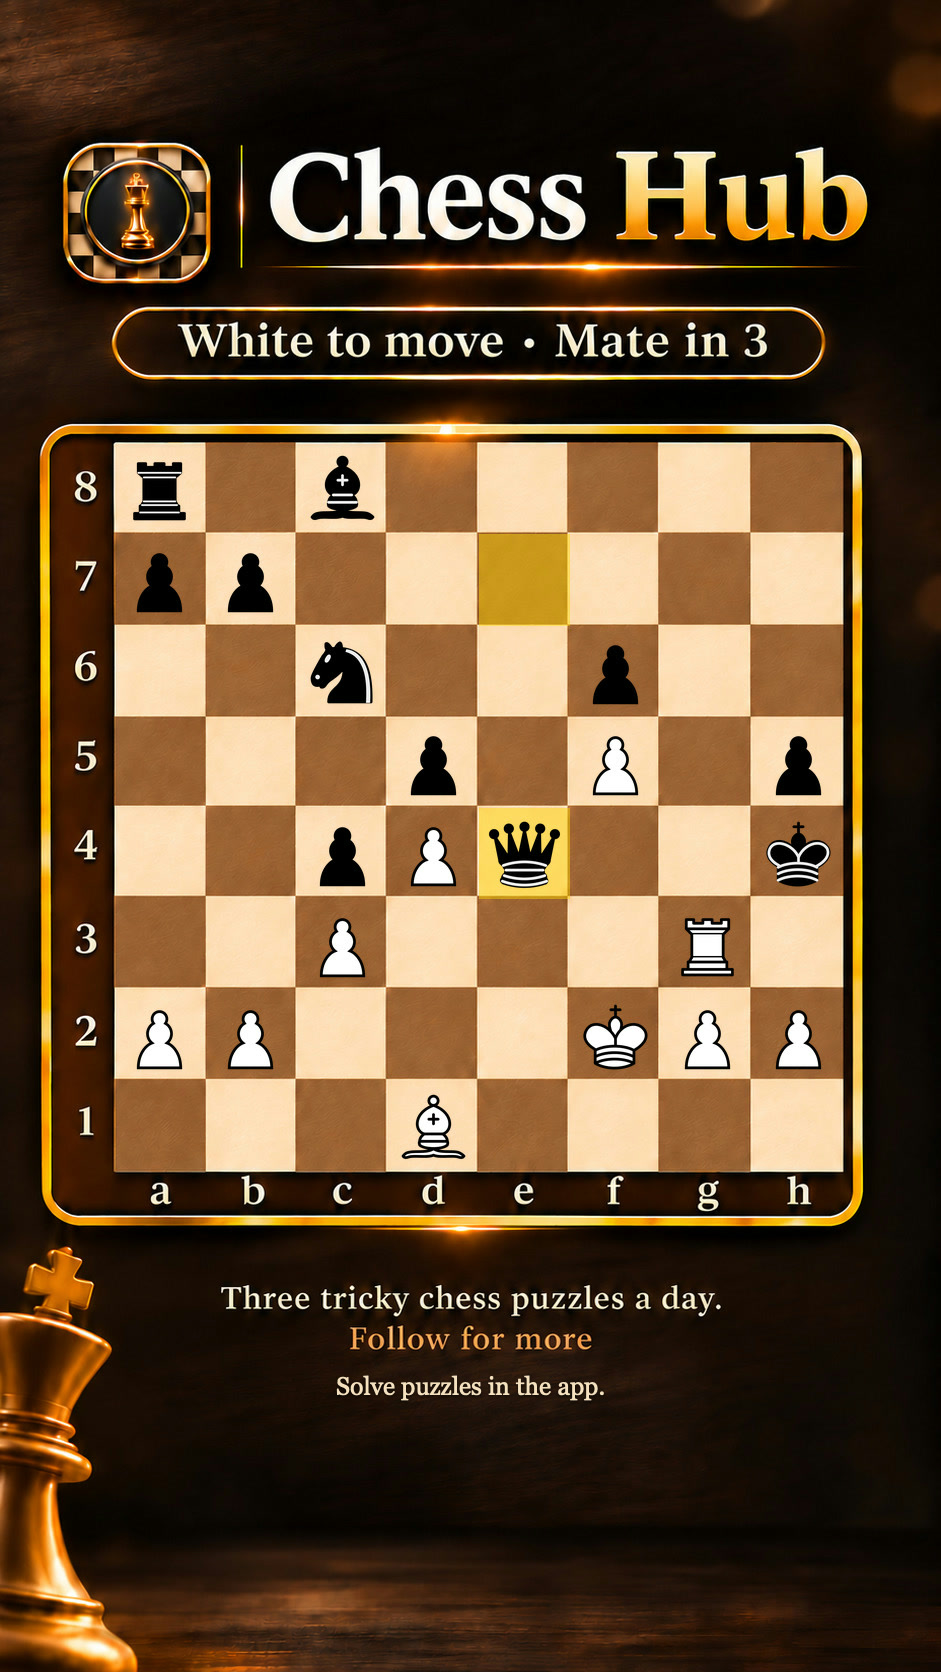 Chess Hub
White to move • Mate in 3
8
7
6
5
4
3
2
1
a b c d e f g h
Three tricky chess puzzles a day.
Follow for more
Solve puzzles in the app.